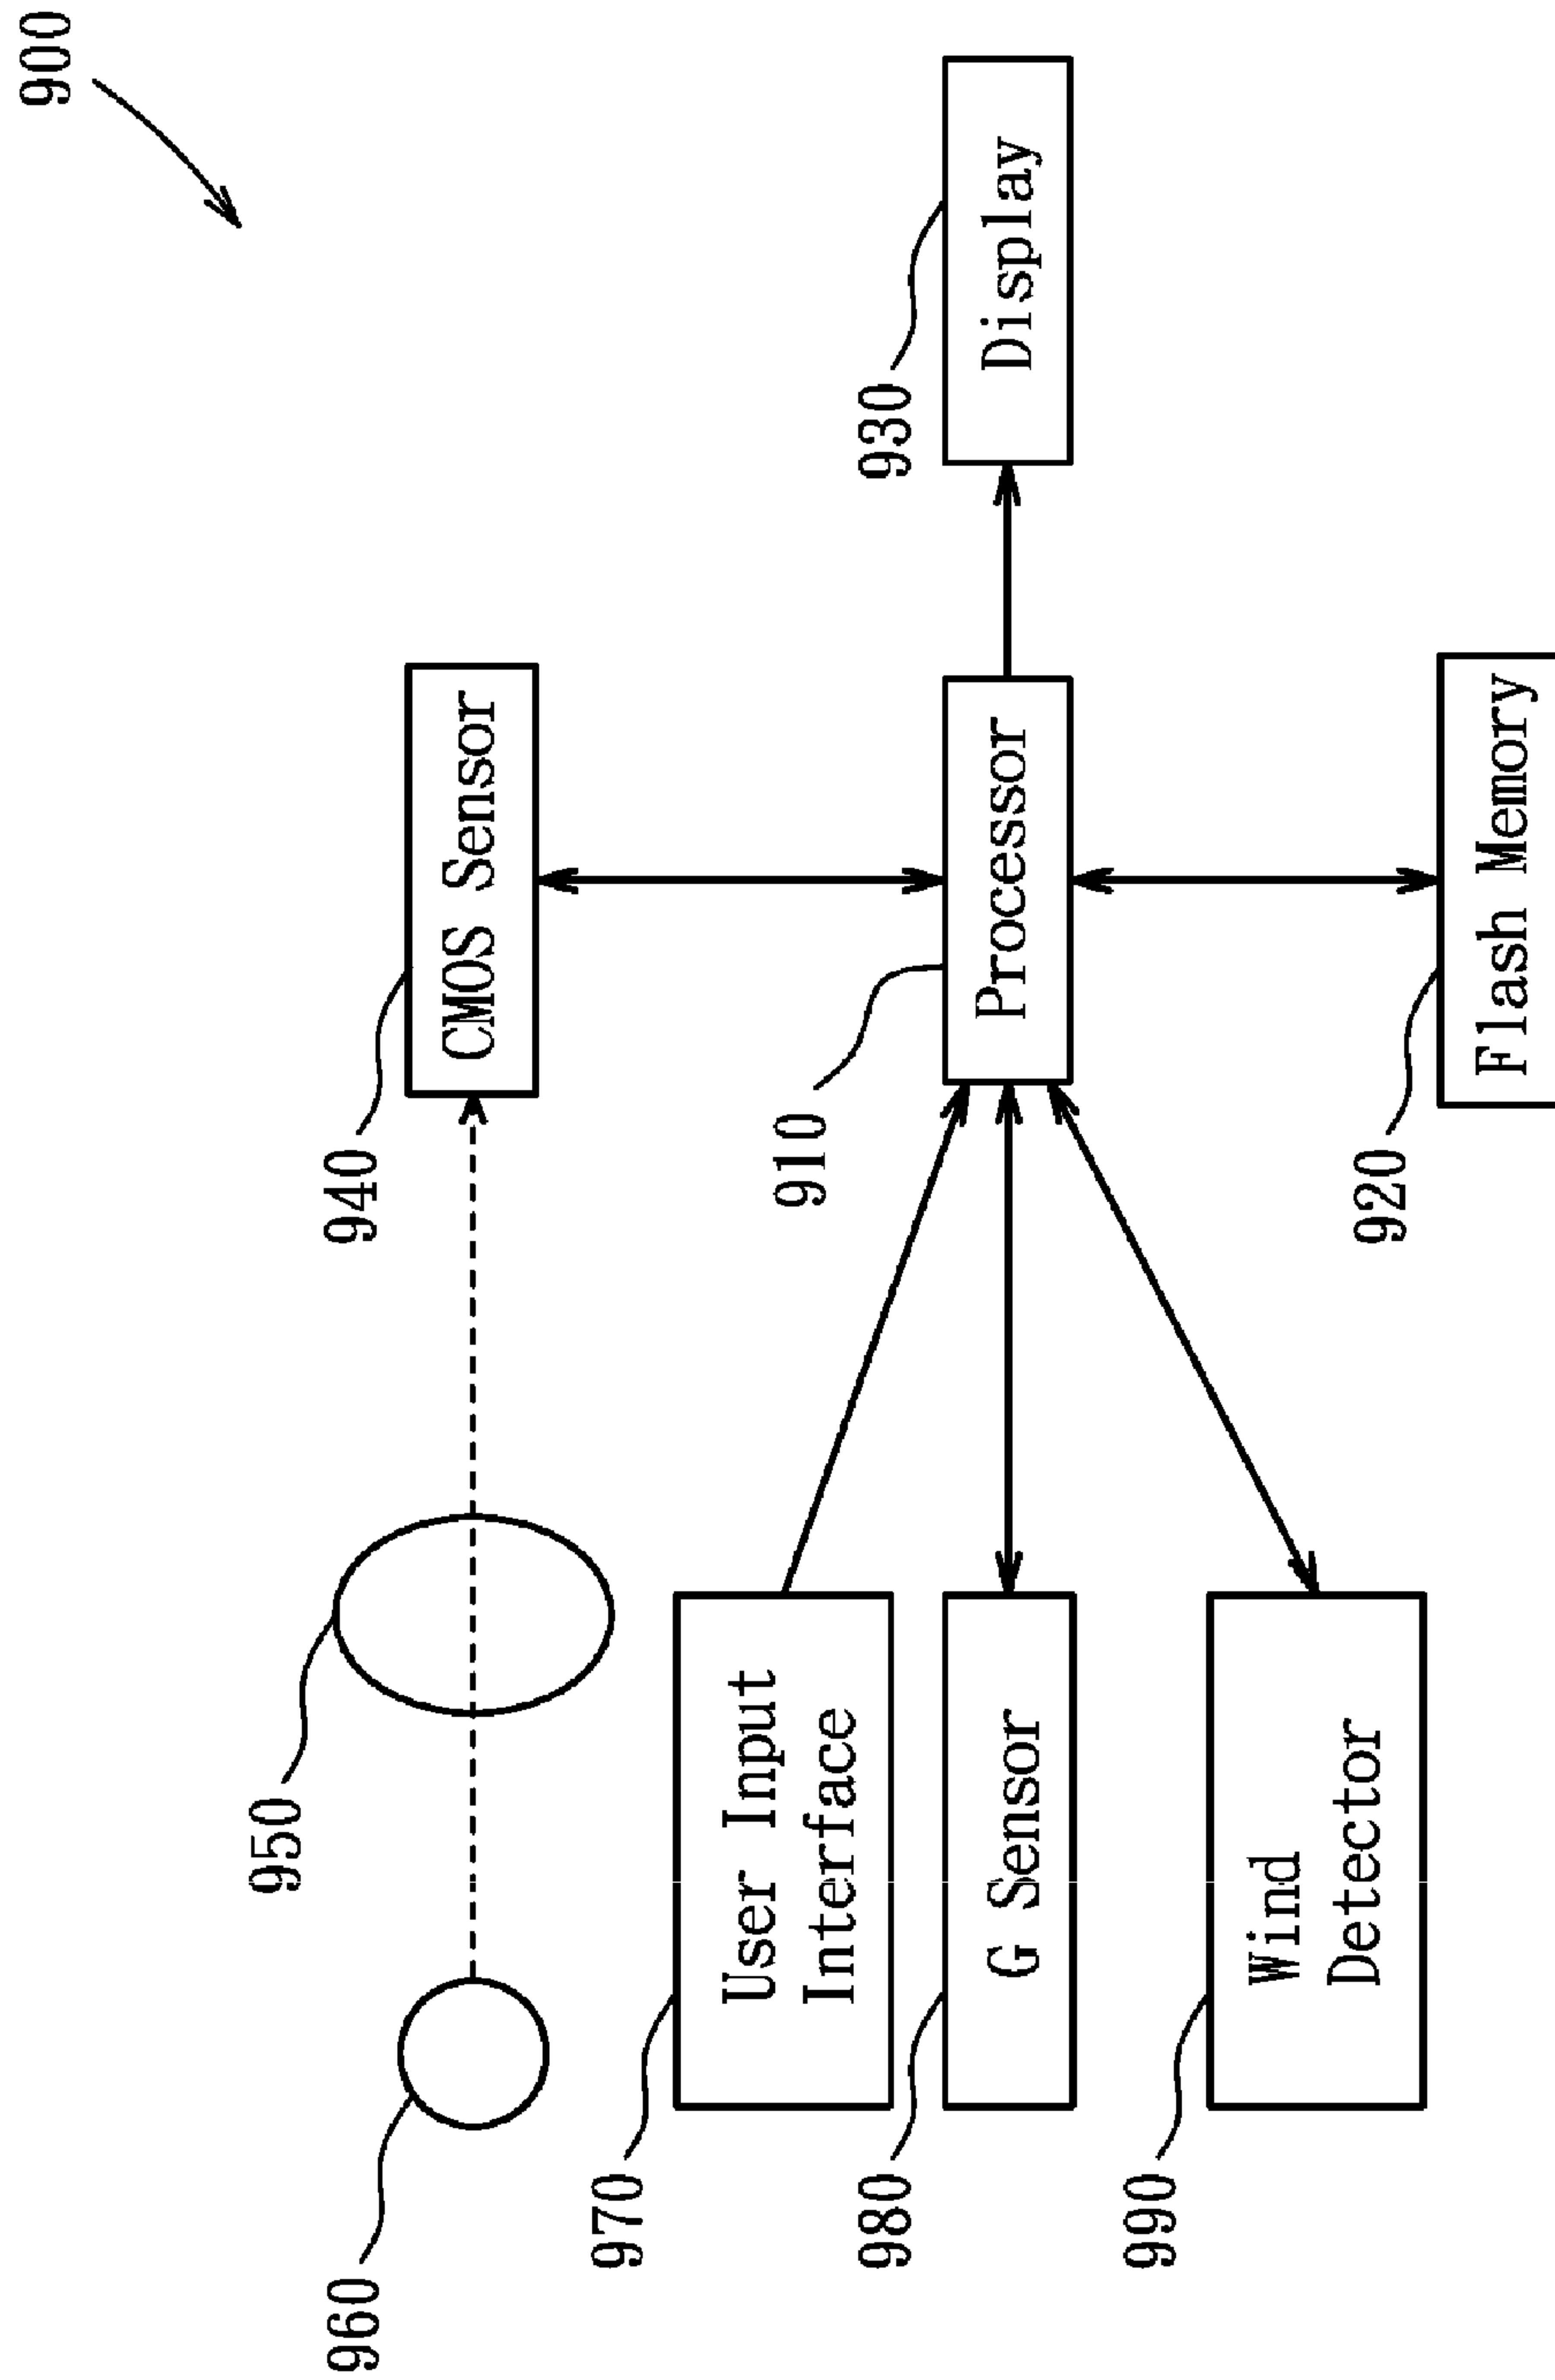 900
960
950
940
CMOS Sensor
970
User Input
Interface
910
Processor
930
Display
980
G Sensor
990
Wind
Detector
920
Flash Memory